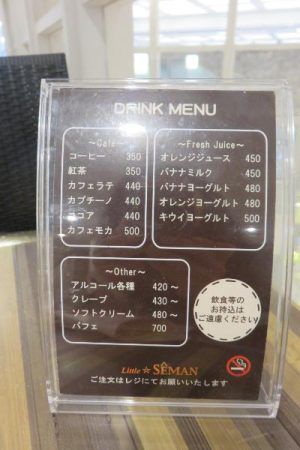 DRINK MENU
～Cafe～
コーヒー 350
紅茶 350
カフェラテ 440
カプチーノ 440
ココア 440
カフェモカ 500
～Fresh Juice～
オレンジジュース 450
バナナミルク 450
バナナヨーグルト 480
オレンジヨーグルト 480
キウイヨーグルト 500
～Other～
アルコール各種 420～
クレープ 430～
ソフトクリーム 480～
パフェ 700
飲食等の
お持込は
ご遠慮ください
Little ☆ SÊMAN
ご注文はレジにてお願いいたします